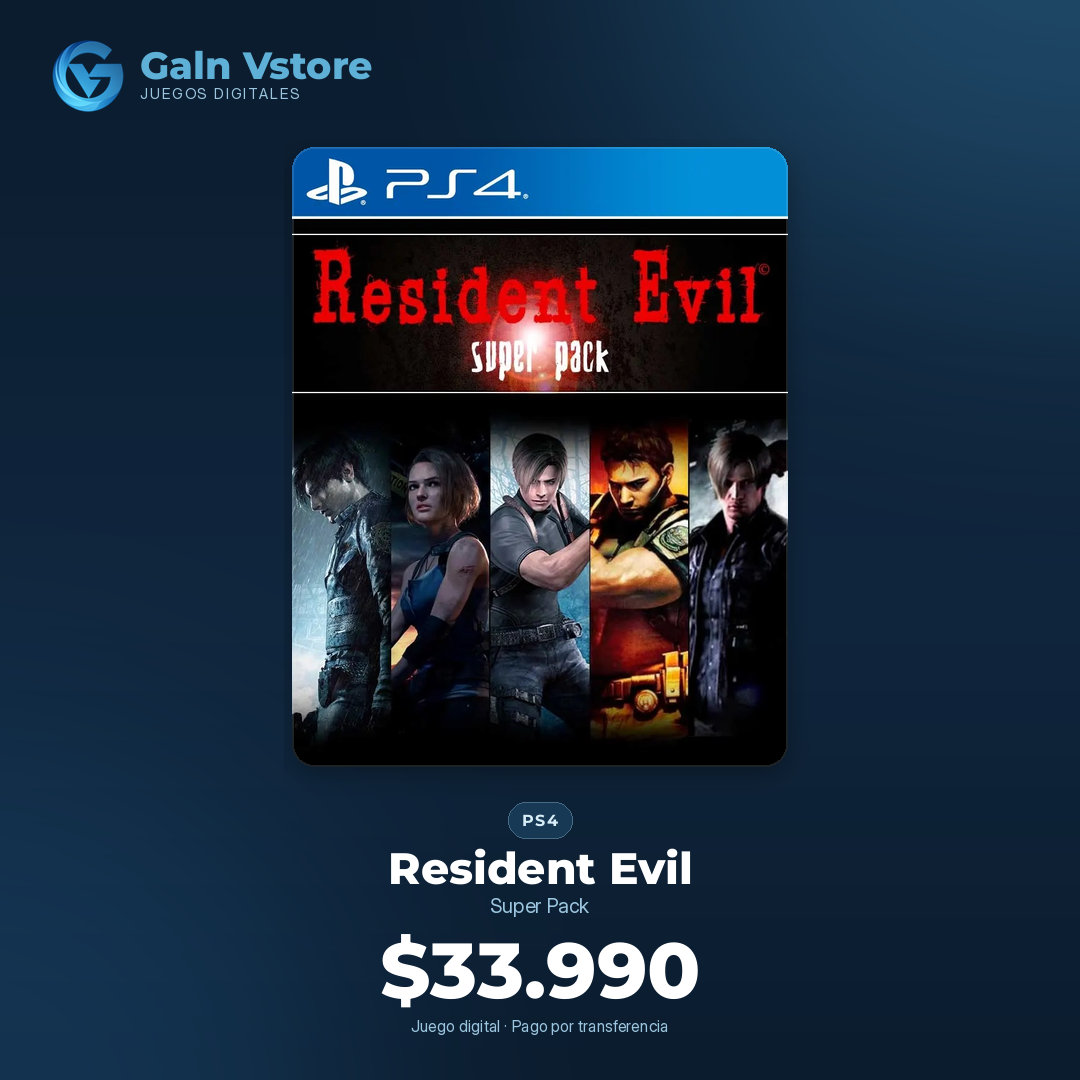 GaIn Vstore
JUEGOS DIGITALES
PS4
Resident Evil©
super pack
PS4
Resident Evil
Super Pack
$33.990
Juego digital · Pago por transferencia